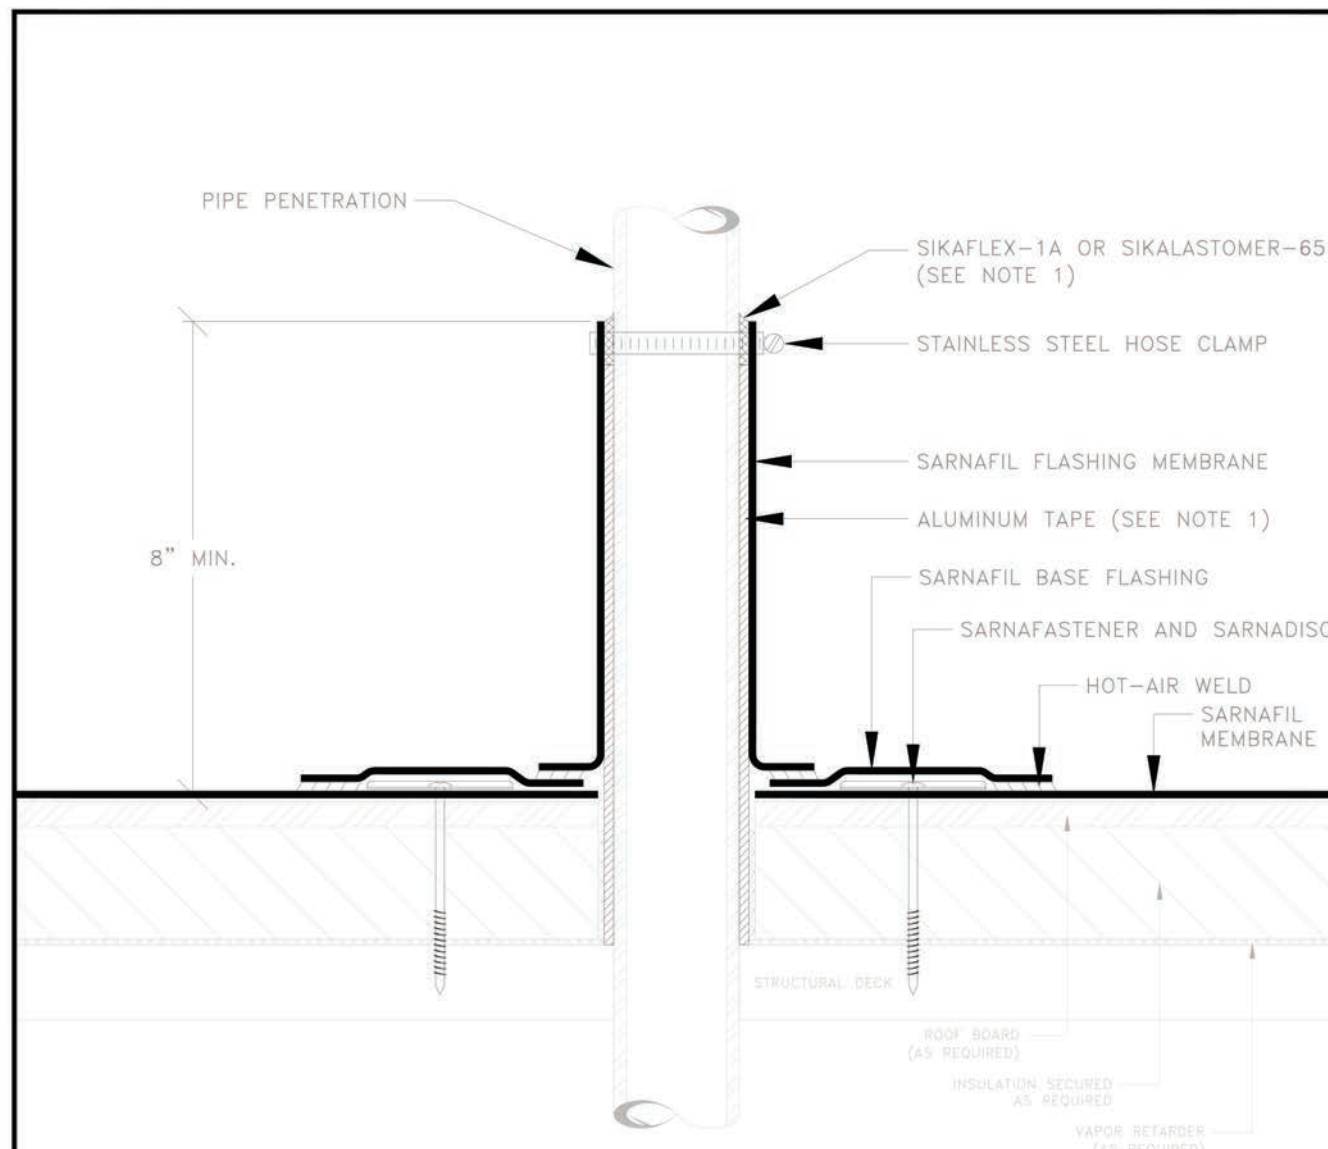 PIPE PENETRATION
SIKAFLEX-1A OR SIKALASTOMER-65
(SEE NOTE 1)
STAINLESS STEEL HOSE CLAMP
SARNAFIL FLASHING MEMBRANE
ALUMINUM TAPE (SEE NOTE 1)
8" MIN.
SARNAFIL BASE FLASHING
SARNAFASTENER AND SARNADISC
HOT-AIR WELD
SARNAFIL
MEMBRANE
STRUCTURAL DECK
ROOF BOARD
(AS REQUIRED)
INSULATION SECURED
AS REQUIRED
VAPOR RETARDER
(AS REQUIRED)